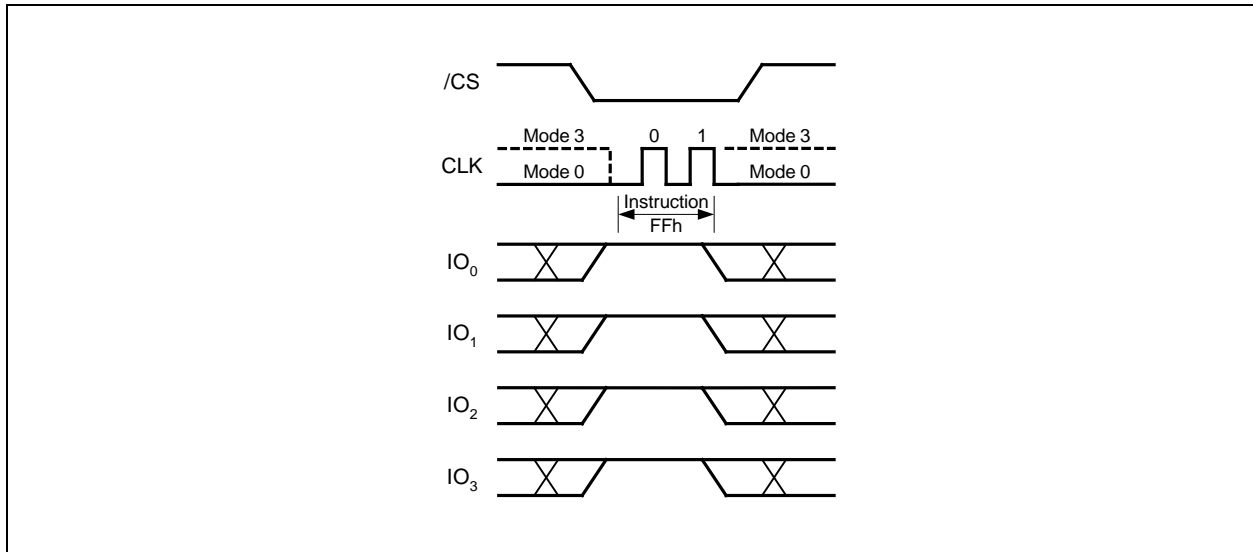 /CS
Mode 3 0 1 Mode 3
CLK
Mode 0 Mode 0
Instruction
FFh
IO0
IO1
IO2
IO3